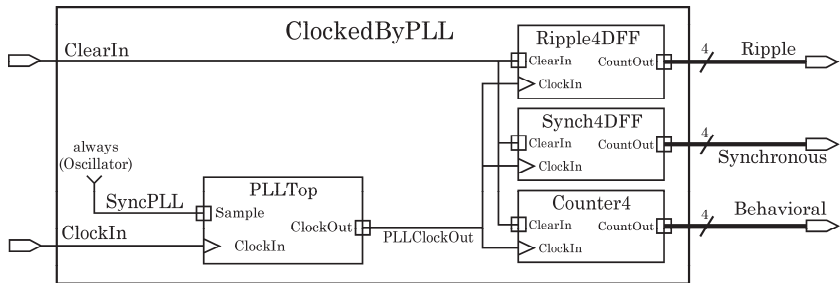 ClockedByPLL
ClearIn
Ripple4DFF
ClearIn
CountOut
ClockIn
4
Ripple
Synch4DFF
ClearIn
CountOut
ClockIn
4
Synchronous
always
(Oscillator)
SyncPLL
PLLTop
Sample
ClockOut
ClockIn
ClockIn
PLLClockOut
Counter4
ClearIn
CountOut
ClockIn
4
Behavioral